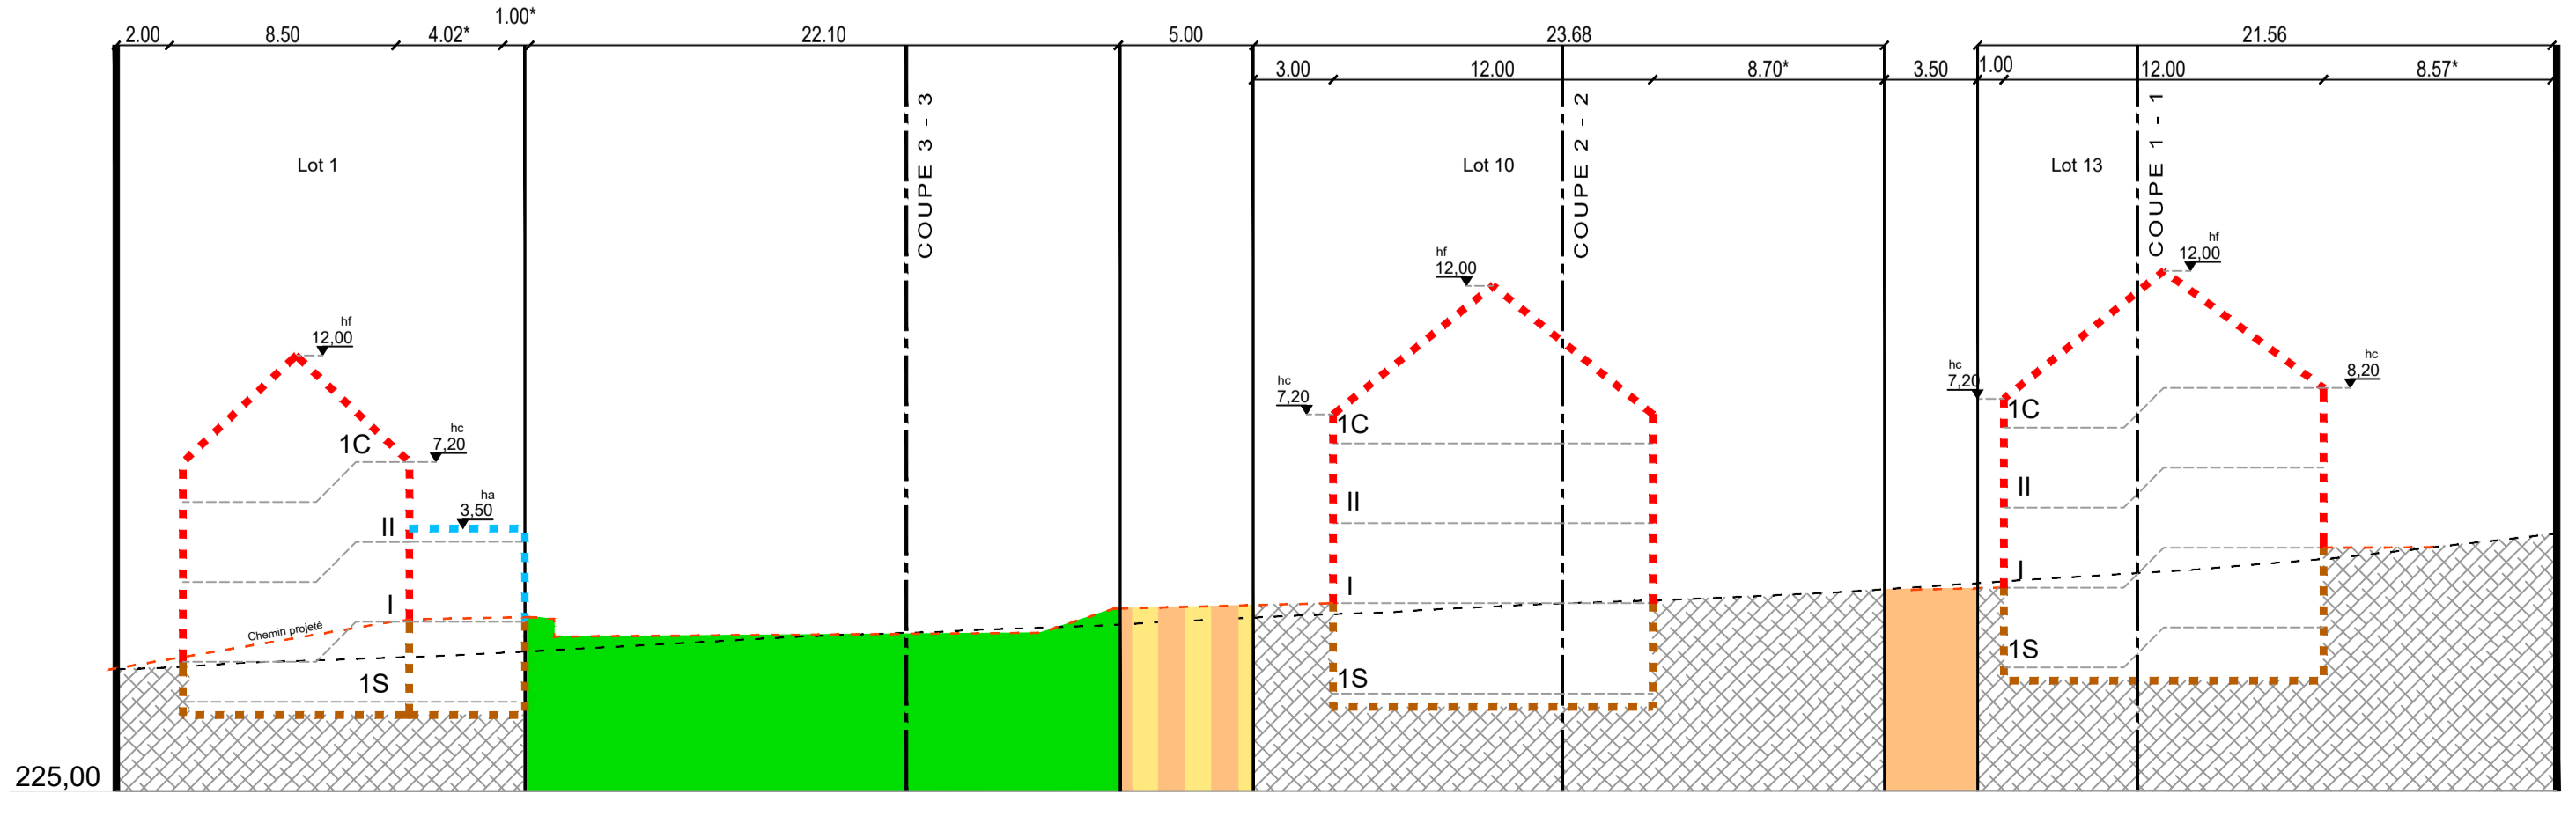 1.00*
2.00 8.50 4.02* 22.10 5.00 23.68 21.56
3.00 12.00 8.70* 3.50 1.00 12.00 8.57*
COUPE 3 - 3
COUPE 2 - 2
COUPE 1 - 1
Lot 1 Lot 10 Lot 13
hf
12,00
hf
12,00
hf
12,00
hc
7,20
hc
7,20
hc
7,20
hc
8,20
ha
3,50
1C
II
I
1S
Chemin projeté
1C
II
I
1S
1C
II
I
1S
225,00